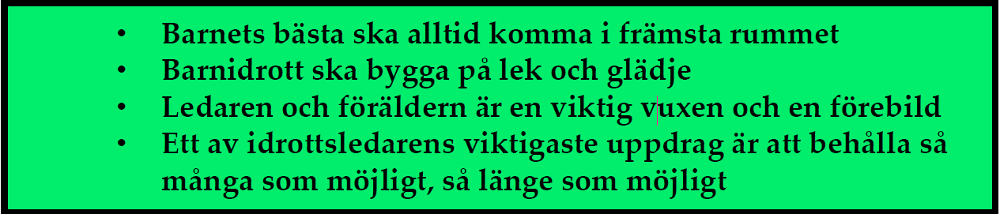 • Barnets bästa ska alltid komma i främsta rummet
• Barnidrott ska bygga på lek och glädje
• Ledaren och föräldern är en viktig vuxen och en förebild
• Ett av idrottsledarens viktigaste uppdrag är att behålla så
många som möjligt, så länge som möjligt